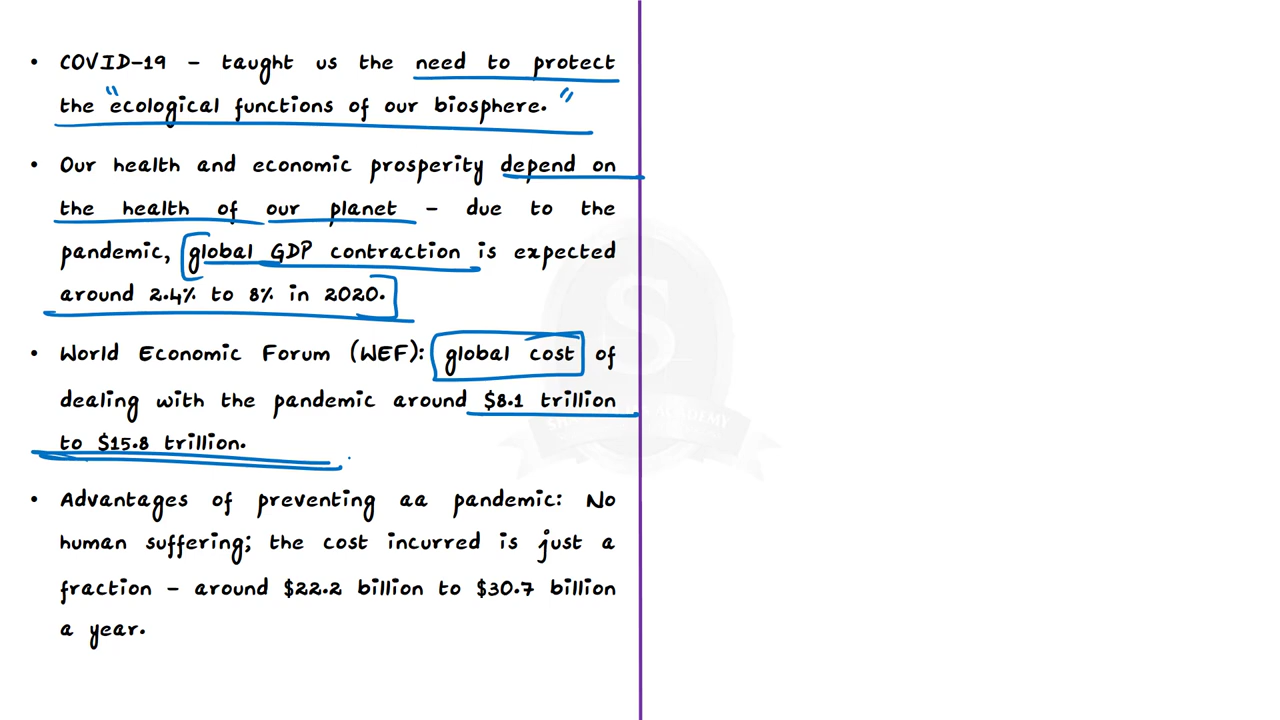 • COVID-19 – taught us the need to protect
the "ecological functions of our biosphere."
• Our health and economic prosperity depend on
the health of our planet – due to the
pandemic, global GDP contraction is expected
around 2.4% to 8% in 2020.
• World Economic Forum (WEF): global cost of
dealing with the pandemic around $8.1 trillion
to $15.8 trillion.
• Advantages of preventing aa pandemic: No
human suffering; the cost incurred is just a
fraction – around $22.2 billion to $30.7 billion
a year.